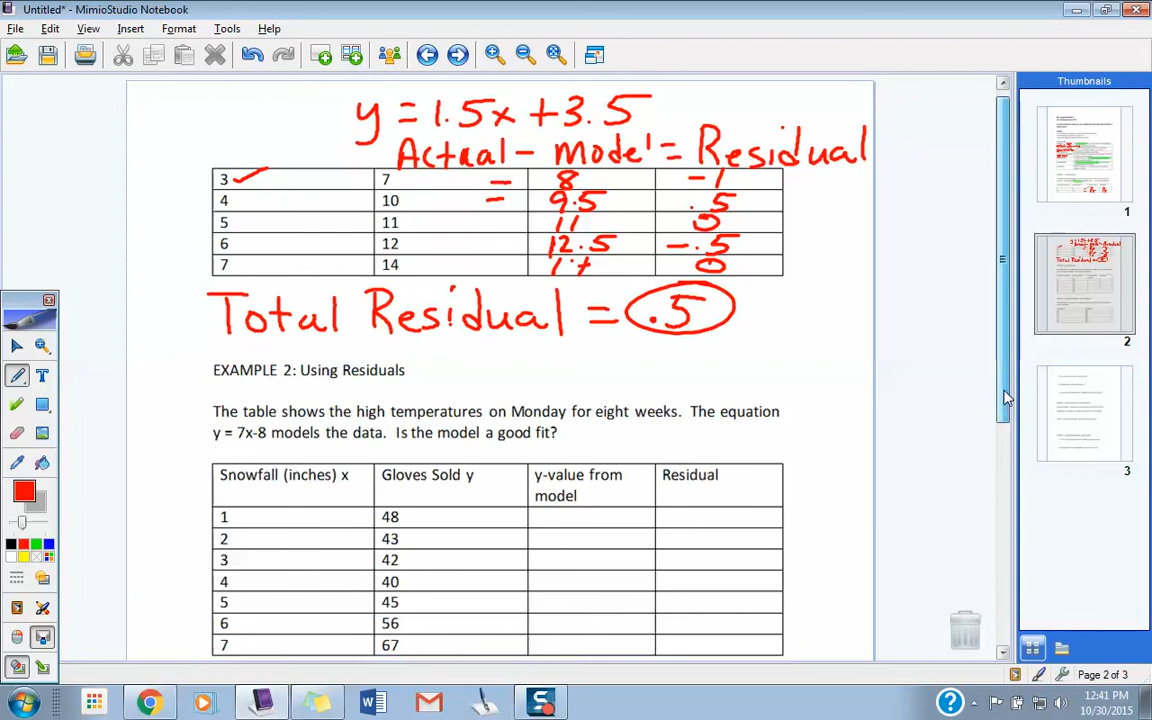 Untitled* - MimioStudio Notebook
File Edit View Insert Format Tools Help
Thumbnails
y = 1.5x + 3.5
Actual - Model = Residual
3 7 = 8 -1
4 10 = 9.5 .5
5 11 11 0
6 12 12.5 -.5
7 14 14 0
Total Residual = .5
EXAMPLE 2: Using Residuals
The table shows the high temperatures on Monday for eight weeks. The equation
y = 7x-8 models the data. Is the model a good fit?
Snowfall (inches) x Gloves Sold y y-value from Residual
model
1 48
2 43
3 42
4 40
5 45
6 56
7 67
1
2
3
Page 2 of 3
12:41 PM
10/30/2015